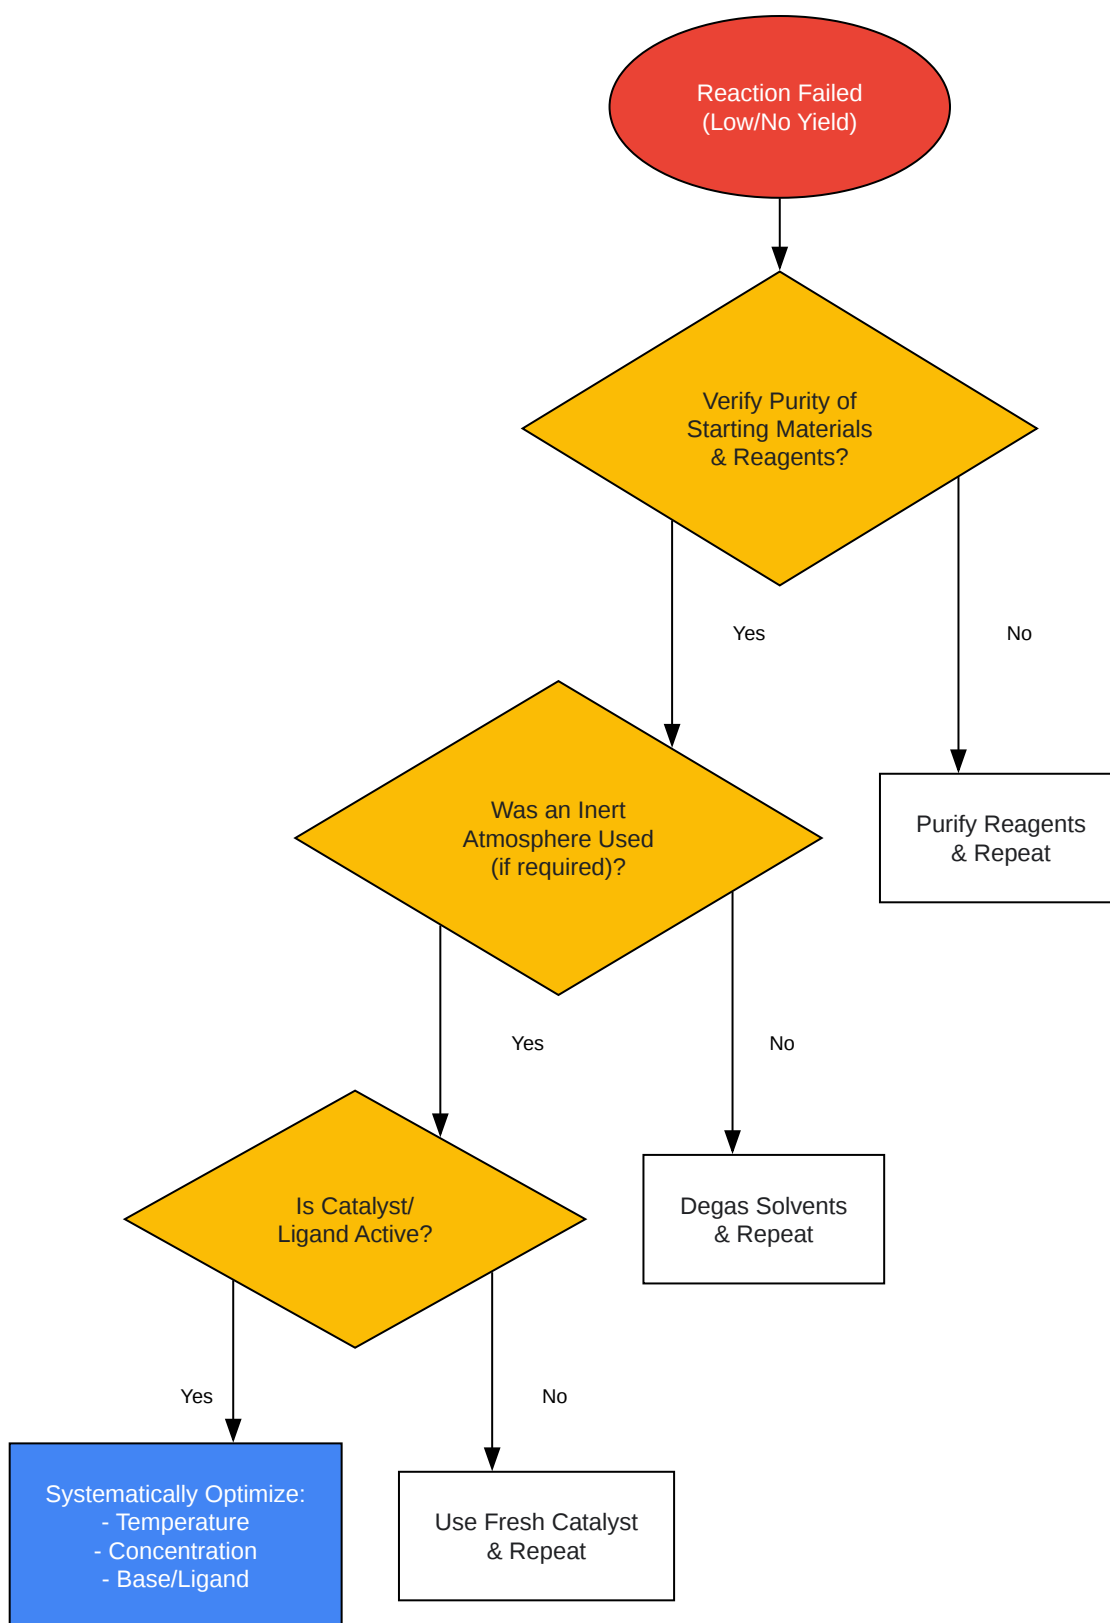 Reaction Failed
(Low/No Yield)
Verify Purity of
Starting Materials
& Reagents?
Yes
No
Was an Inert
Atmosphere Used
(if required)?
Purify Reagents
& Repeat
Yes
No
Is Catalyst/
Ligand Active?
Degas Solvents
& Repeat
Yes
No
Systematically Optimize:
- Temperature
- Concentration
- Base/Ligand
Use Fresh Catalyst
& Repeat